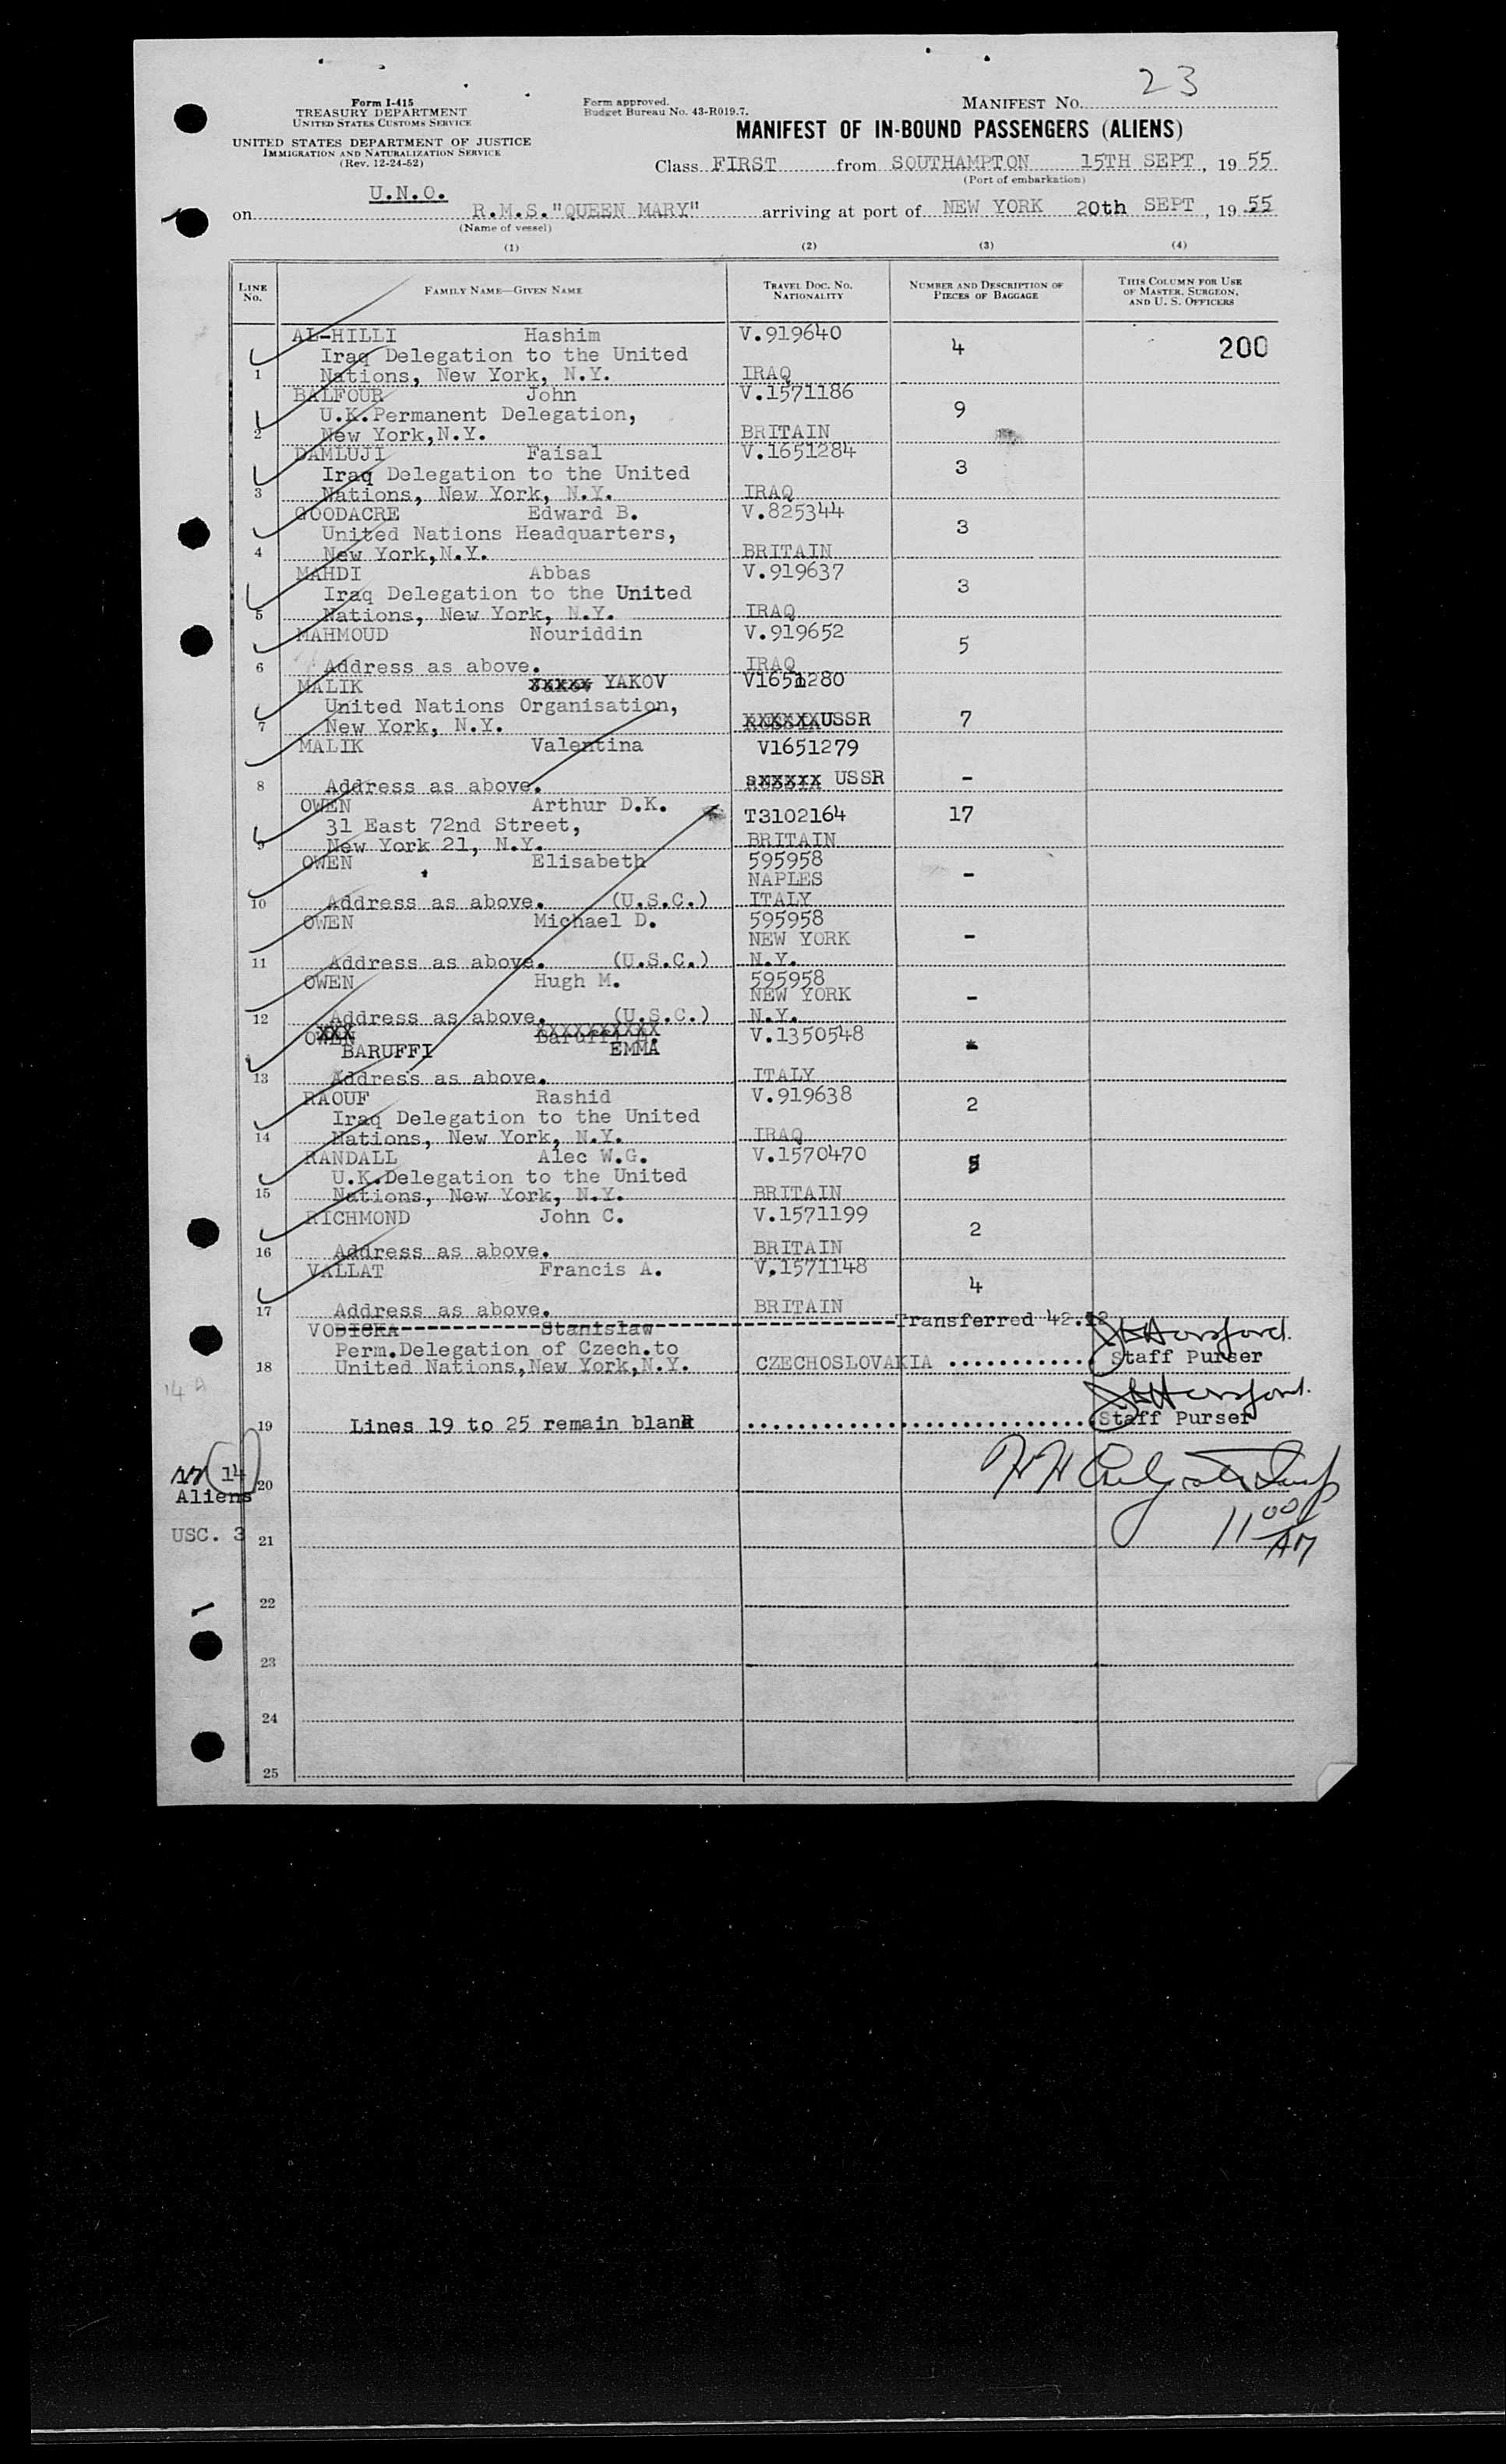 23
Form I-415
TREASURY DEPARTMENT
UNITED STATES CUSTOMS SERVICE
UNITED STATES DEPARTMENT OF JUSTICE
IMMIGRATION AND NATURALIZATION SERVICE
(Rev. 12-24-52)
Form approved.
Budget Bureau No. 43-R019.7.
MANIFEST No.
MANIFEST OF IN-BOUND PASSENGERS (ALIENS)
Class FIRST from SOUTHAMPTON 15TH SEPT, 19 55
(Port of embarkation)
U.N.O.
on R.M.S."QUEEN MARY" arriving at port of NEW YORK 20th SEPT, 19 55
(Name of vessel)
(1) (2) (3) (4)
LINE No. FAMILY NAME—GIVEN NAME TRAVEL DOC. NO. NATIONALITY NUMBER AND DESCRIPTION OF PIECES OF BAGGAGE THIS COLUMN FOR USE OF MASTER, SURGEON, AND U. S. OFFICERS
AL-HILLI Hashim V.919640
Iraq Delegation to the United 4 200
1 Nations, New York, N.Y. IRAQ
BALFOUR John V.1571186
U.K.Permanent Delegation, 9
2 New York,N.Y. BRITAIN
DAMLUJI Faisal V.1651284
Iraq Delegation to the United 3
3 Nations, New York, N.Y. IRAQ
GOODACRE Edward B. V.825344
United Nations Headquarters, 3
4 New York,N.Y. BRITAIN
MAHDI Abbas V.919637
Iraq Delegation to the United 3
5 Nations, New York, N.Y. IRAQ
MAHMOUD Nouriddin V.919652
5
6 Address as above. IRAQ
MALIK YAKOV V1651280
United Nations Organisation,
7 New York, N.Y. USSR 7
MALIK Valentina V1651279
8 Address as above. USSR -
OWEN Arthur D.K. T3102164 17
31 East 72nd Street,
9 New York 21, N.Y. BRITAIN
OWEN Elisabeth 595958
NAPLES -
10 Address as above. (U.S.C.) ITALY
OWEN Michael D. 595958
NEW YORK -
11 Address as above. (U.S.C.) N.Y.
OWEN Hugh M. 595958
NEW YORK -
12 Address as above. (U.S.C.) N.Y.
OWEN Baruffi V.1350548
BARUFFI EMMA
13 Address as above. ITALY
RAOUF Rashid V.919638
Iraq Delegation to the United 2
14 Nations, New York, N.Y. IRAQ
RANDALL Alec W.G. V.1570470
U.K.Delegation to the United
15 Nations, New York, N.Y. BRITAIN
RICHMOND John C. V.1571199
2
16 Address as above. BRITAIN
VALLAT Francis A. V.1571148
4
17 Address as above. BRITAIN
VODICKA Stanislaw Transferred 42.12
Perm.Delegation of Czech.to
18 United Nations,New York,N.Y. CZECHOSLOVAKIA ............ Staff Purser
14 A
19 Lines 19 to 25 remain blank ............................ Staff Purser
17 14
Aliens 20
USC. 3 21
11 00 AM
22
23
24
25